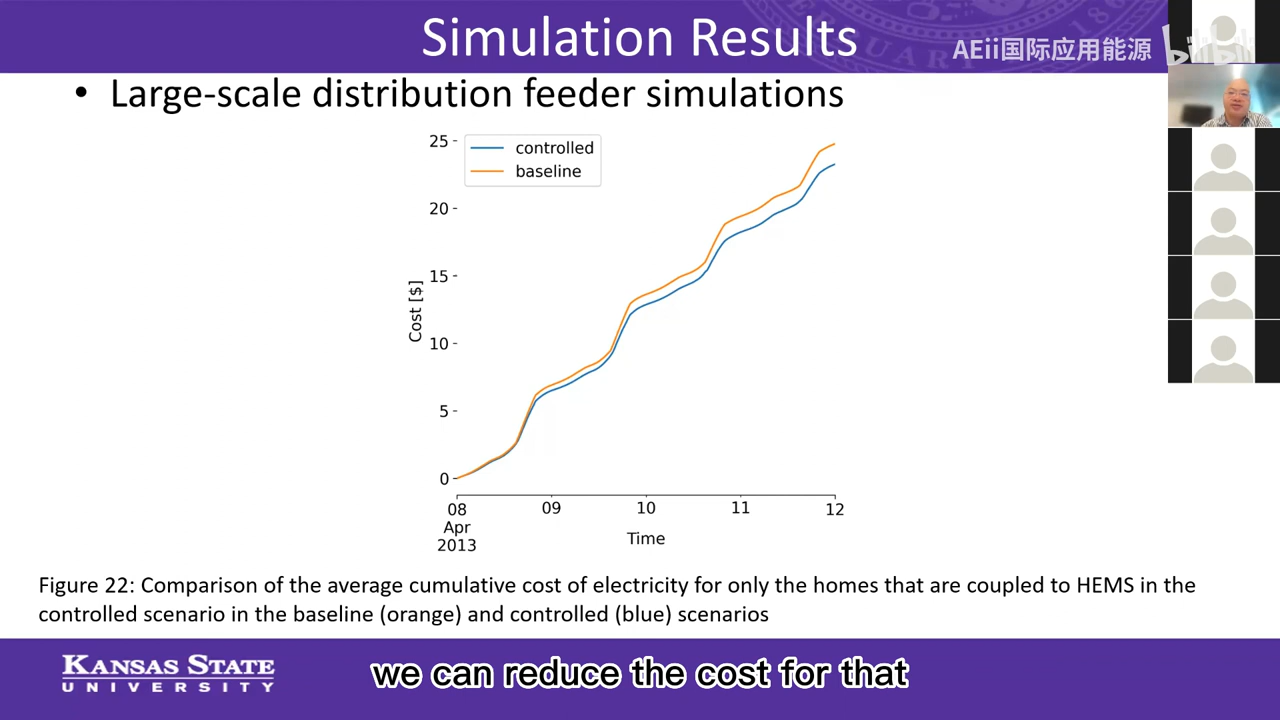 Simulation Results
AEii国际应用能源
bilibili
• Large-scale distribution feeder simulations
controlled
baseline
25
20
15
10
5
0
Cost [$]
08 09 10 11 12
Apr
2013
Time
Figure 22: Comparison of the average cumulative cost of electricity for only the homes that are coupled to HEMS in the
controlled scenario in the baseline (orange) and controlled (blue) scenarios
KANSAS STATE
UNIVERSITY
we can reduce the cost for that